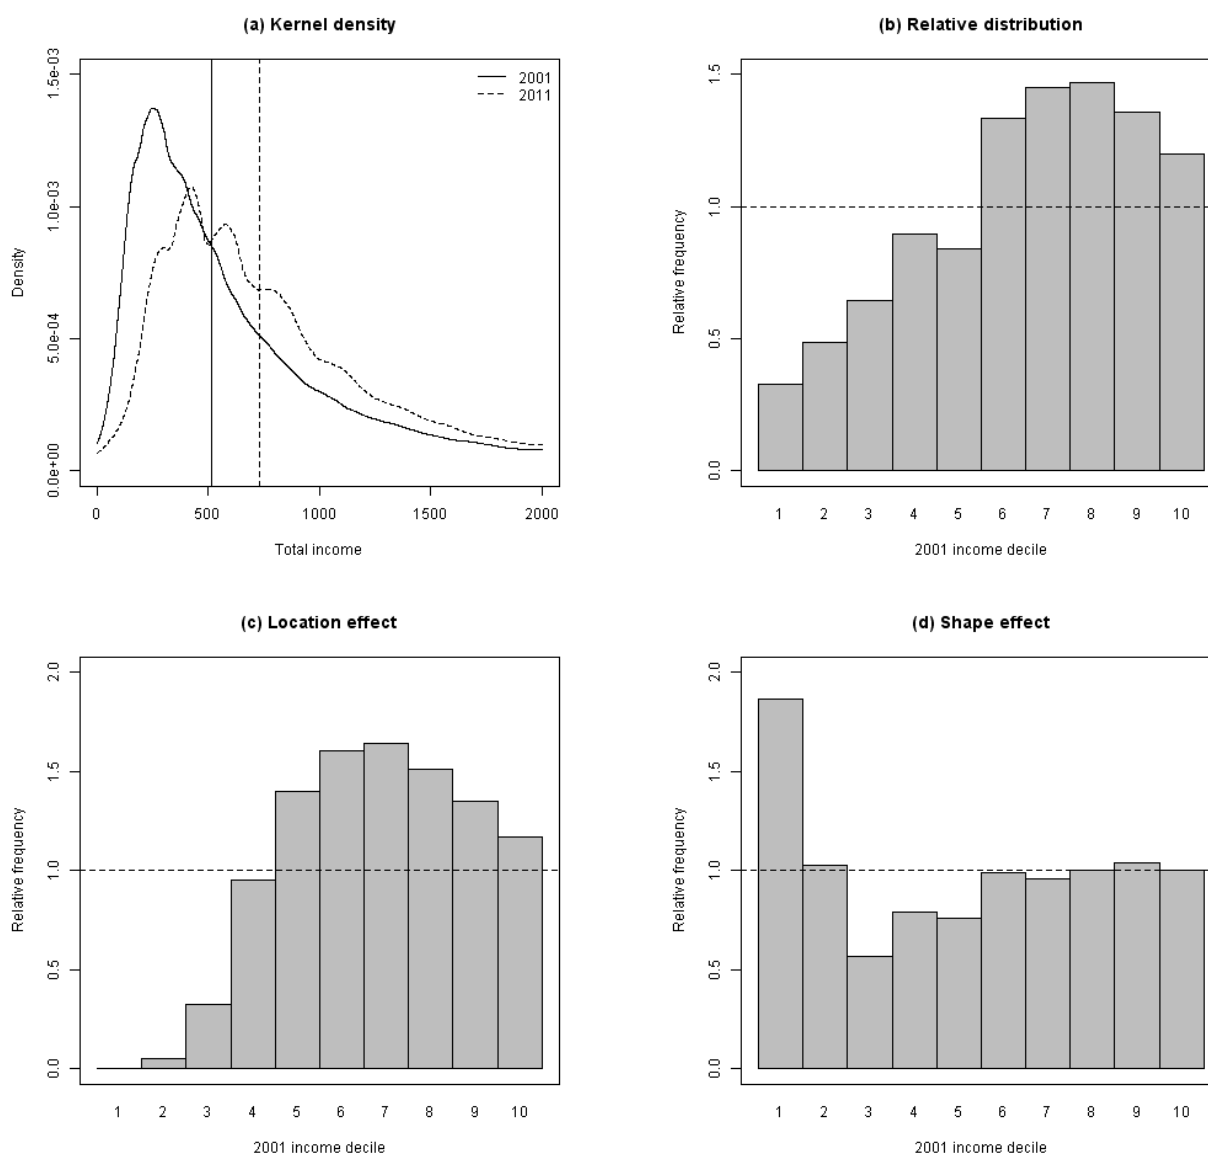 (a) Kernel density
1.5e-03
1.0e-03
5.0e-04
0.0e+00
Density
2001
2011
0 500 1000 1500 2000
Total income
(b) Relative distribution
1.5
1.0
0.5
0.0
Relative frequency
1 2 3 4 5 6 7 8 9 10
2001 income decile
(c) Location effect
2.0
1.5
1.0
0.5
0.0
Relative frequency
1 2 3 4 5 6 7 8 9 10
2001 income decile
(d) Shape effect
2.0
1.5
1.0
0.5
0.0
Relative frequency
1 2 3 4 5 6 7 8 9 10
2001 income decile